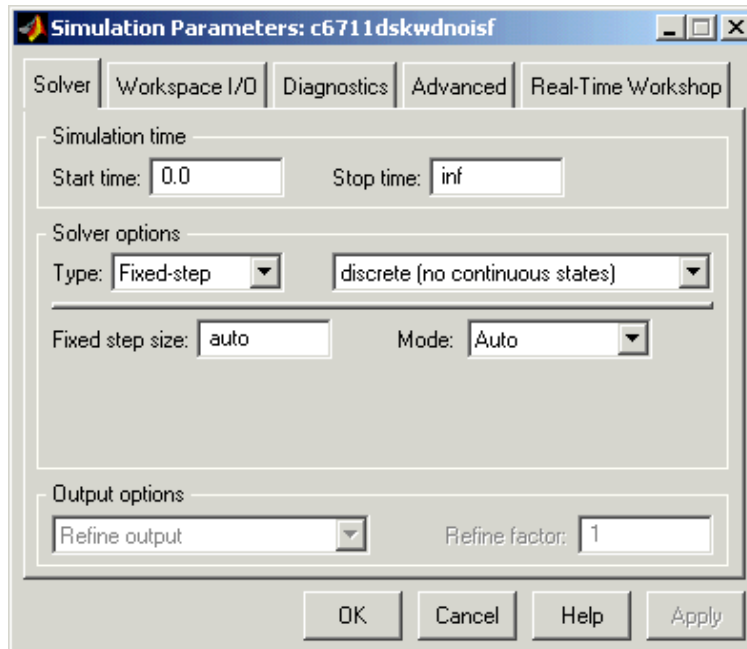 Simulation Parameters: c6711dskwdnoisf
Solver Workspace I/O Diagnostics Advanced Real-Time Workshop
Simulation time
Start time: 0.0 Stop time: inf
Solver options
Type: Fixed-step discrete (no continuous states)
Fixed step size: auto Mode: Auto
Output options
Refine output Refine factor: 1
OK Cancel Help Apply